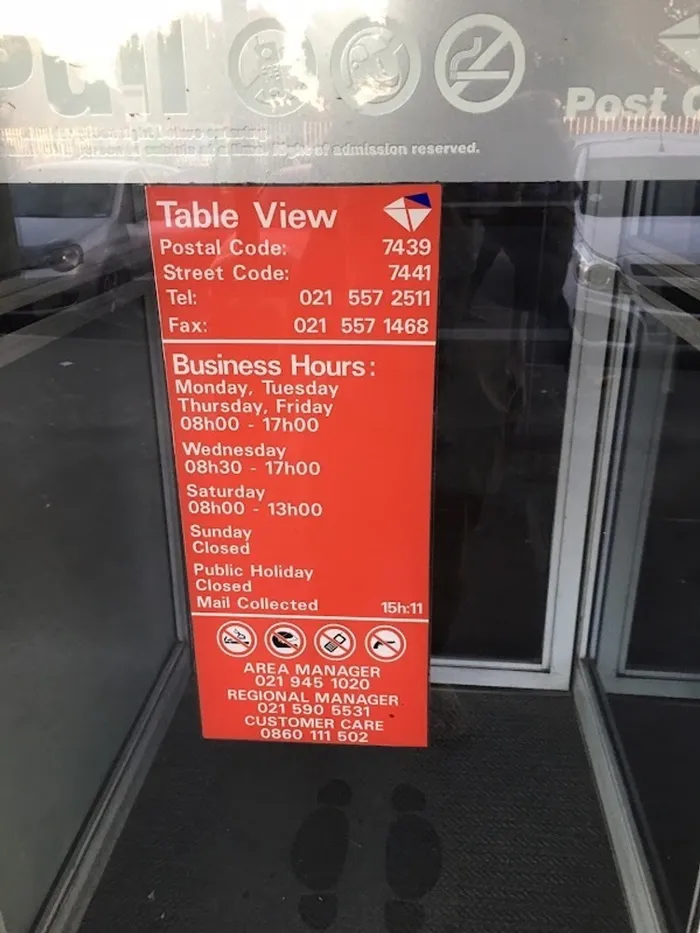 Pull
Post
of admission reserved.
Table View
Postal Code: 7439
Street Code: 7441
Tel: 021 557 2511
Fax: 021 557 1468
Business Hours:
Monday, Tuesday
Thursday, Friday
08h00 - 17h00
Wednesday
08h30 - 17h00
Saturday
08h00 - 13h00
Sunday
Closed
Public Holiday
Closed
Mail Collected 15h:11
AREA MANAGER
021 945 1020
REGIONAL MANAGER
021 590 5531
CUSTOMER CARE
0860 111 502